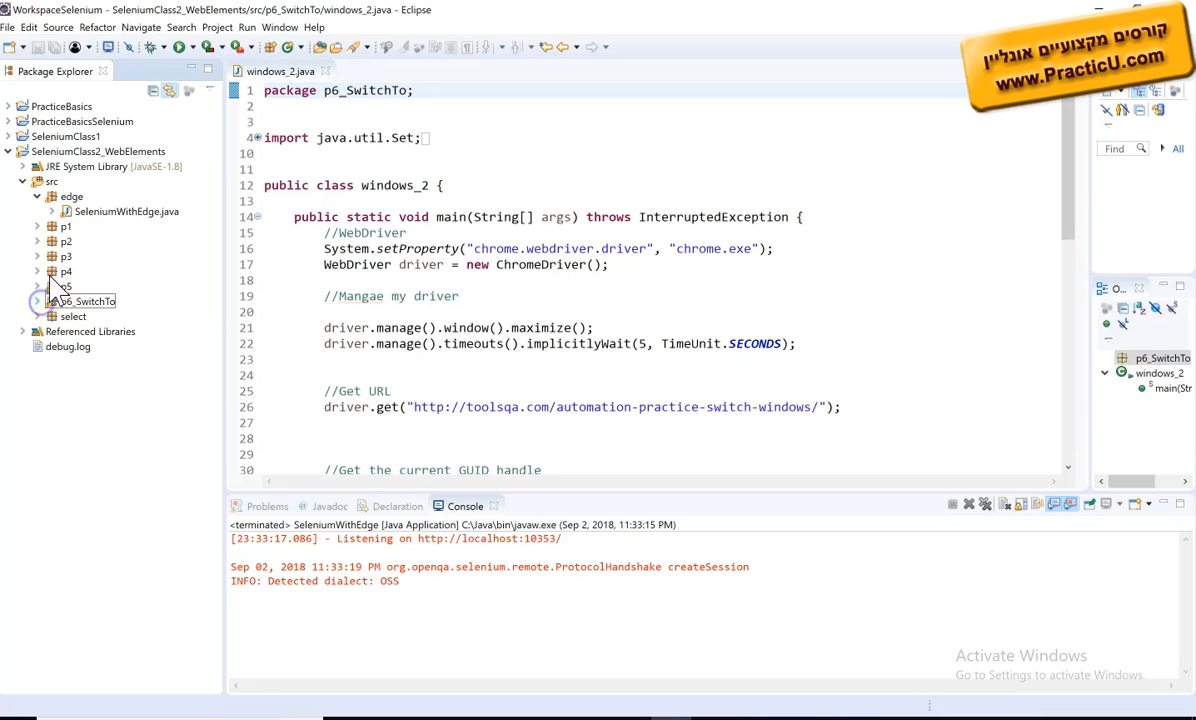 WorkspaceSelenium - SeleniumClass2_WebElements/src/p6_SwitchTo/windows_2.java - Eclipse
File Edit Source Refactor Navigate Search Project Run Window Help
קורסים מקצועיים אונליין
www.PracticU.com
Package Explorer
PracticeBasics
PracticeBasicsSelenium
SeleniumClass1
SeleniumClass2_WebElements
JRE System Library [JavaSE-1.8]
src
edge
SeleniumWithEdge.java
p1
p2
p3
p4
p5
p6_SwitchTo
select
Referenced Libraries
debug.log
windows_2.java
1 package p6_SwitchTo;
2
3
4 import java.util.Set;
10
11
12 public class windows_2 {
13
14 public static void main(String[] args) throws InterruptedException {
15 //WebDriver
16 System.setProperty("chrome.webdriver.driver", "chrome.exe");
17 WebDriver driver = new ChromeDriver();
18
19 //Mangae my driver
20
21 driver.manage().window().maximize();
22 driver.manage().timeouts().implicitlyWait(5, TimeUnit.SECONDS);
23
24
25 //Get URL
26 driver.get("http://toolsqa.com/automation-practice-switch-windows/");
27
28
29
30 //Get the current GUID handle
Find All
O...
p6_SwitchTo
windows_2
main(Str
Problems Javadoc Declaration Console
<terminated> SeleniumWithEdge [Java Application] C:\Java\bin\javaw.exe (Sep 2, 2018, 11:33:15 PM)
[23:33:17.086] - Listening on http://localhost:10353/
Sep 02, 2018 11:33:19 PM org.openqa.selenium.remote.ProtocolHandshake createSession
INFO: Detected dialect: OSS
Activate Windows
Go to Settings to activate Windows.